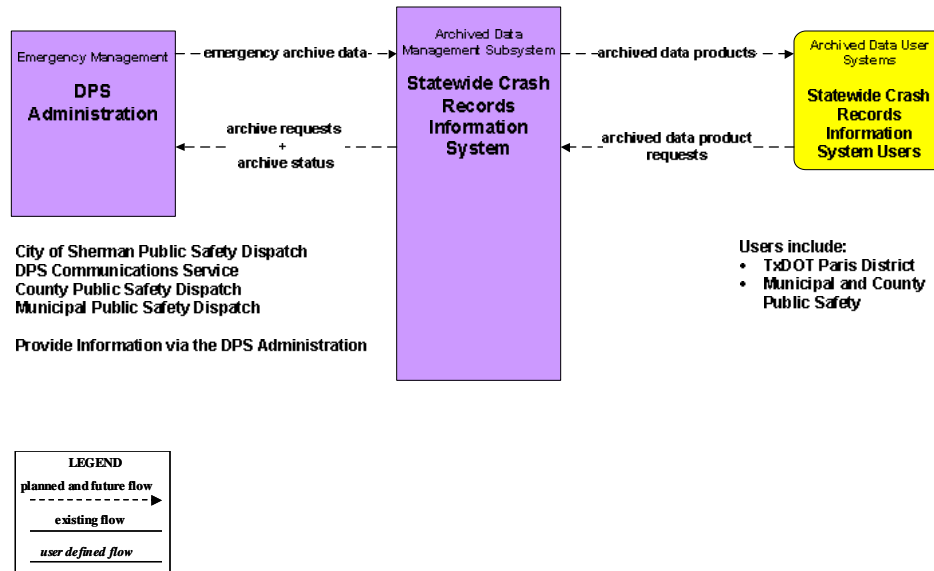 Emergency Management
DPS
Administration
emergency archive data
archive requests
+
archive status
Archived Data
Management Subsystem
Statewide Crash
Records
Information
System
archived data products
archived data product
requests
Archived Data User
Systems
Statewide Crash
Records
Information
System Users
City of Sherman Public Safety Dispatch
DPS Communications Service
County Public Safety Dispatch
Municipal Public Safety Dispatch
Provide Information via the DPS Administration
Users include:
• TxDOT Paris District
• Municipal and County
Public Safety
LEGEND
planned and future flow
existing flow
user defined flow